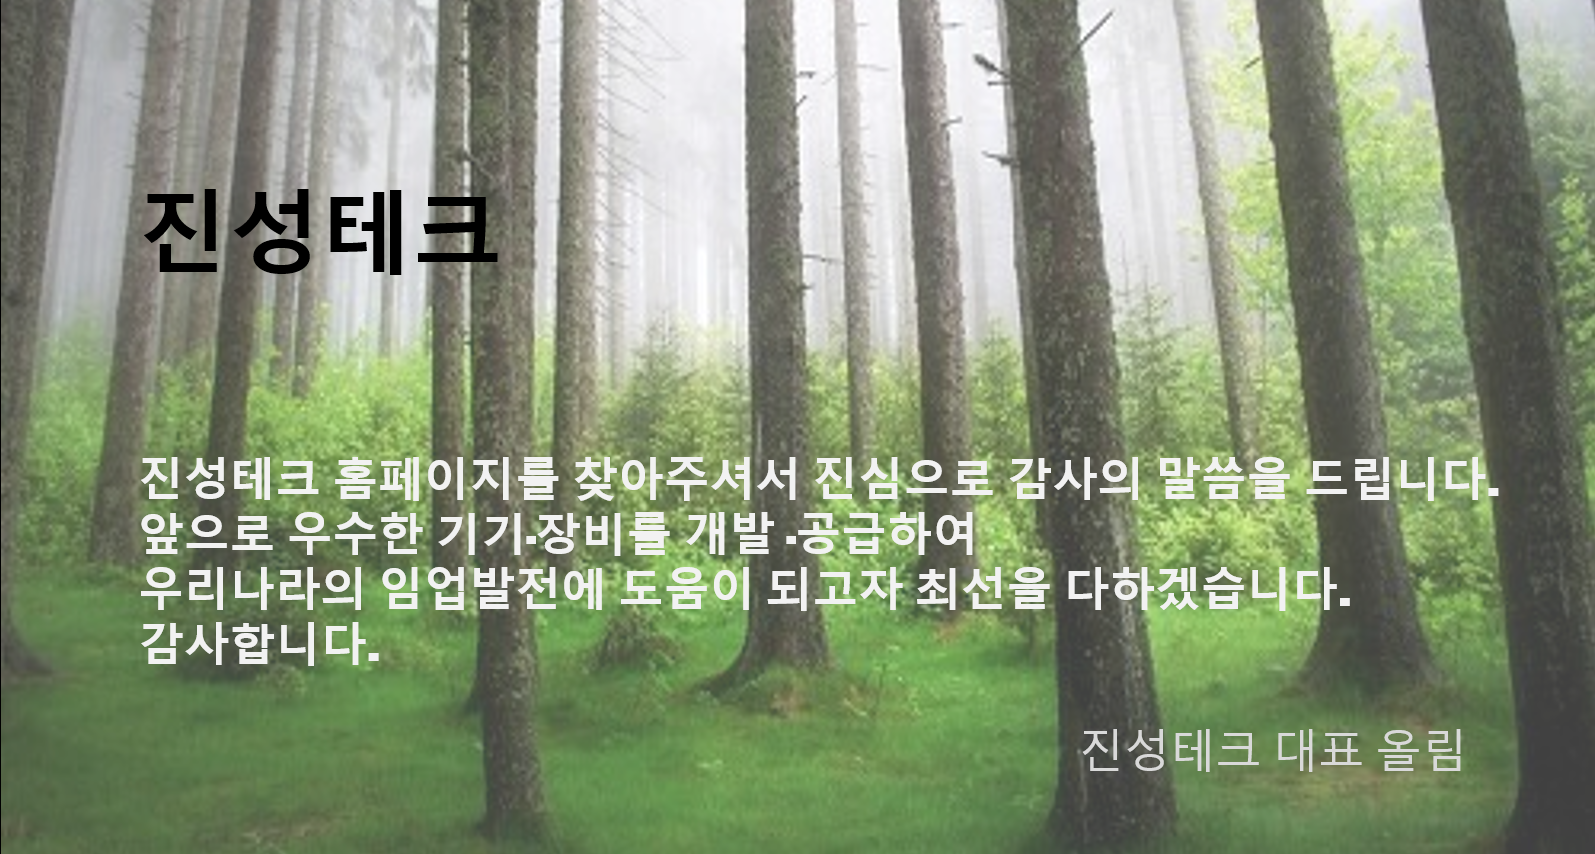 진성테크
진성테크 홈페이지를 찾아주셔서 진심으로 감사의 말씀을 드립니다.
앞으로 우수한 기기·장비를 개발 ·공급하여
우리나라의 임업발전에 도움이 되고자 최선을 다하겠습니다.
감사합니다.
진성테크 대표 올림